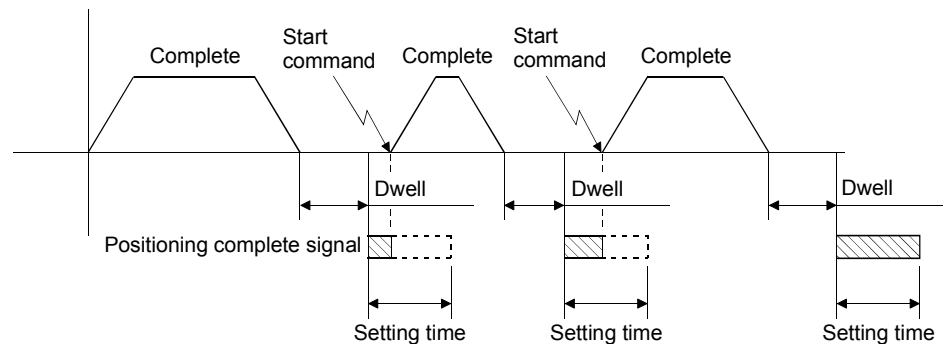 Complete
Start
command
Complete
Start
command
Complete
Dwell
Dwell
Dwell
Positioning complete signal
Setting time
Setting time
Setting time